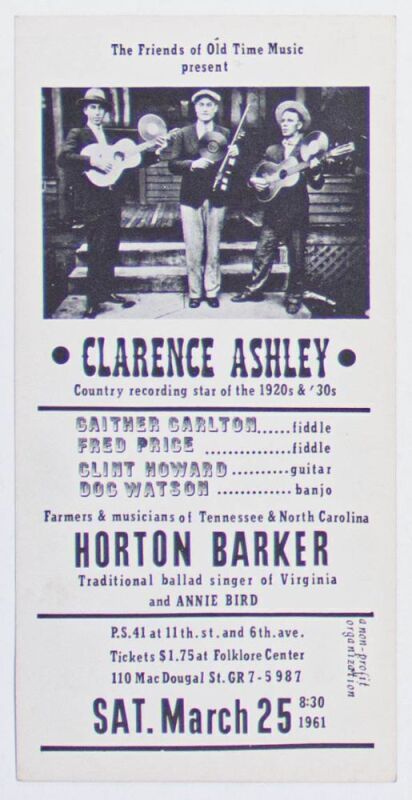 The Friends of Old Time Music
present
• CLARENCE ASHLEY •
Country recording star of the 1920s & '30s
GAITHER CARLTON......fiddle
FRED PRICE ...............fiddle
CLINT HOWARD..........guitar
DOC WATSON .............banjo
Farmers & musicians of Tennessee & North Carolina
HORTON BARKER
Traditional ballad singer of Virginia
and ANNIE BIRD
P.S.41 at 11th.st. and 6th.ave.
Tickets $1.75 at Folklore Center
110 Mac Dougal St. GR 7-5987
a non-profit
organization
SAT. March 25 8:30
1961